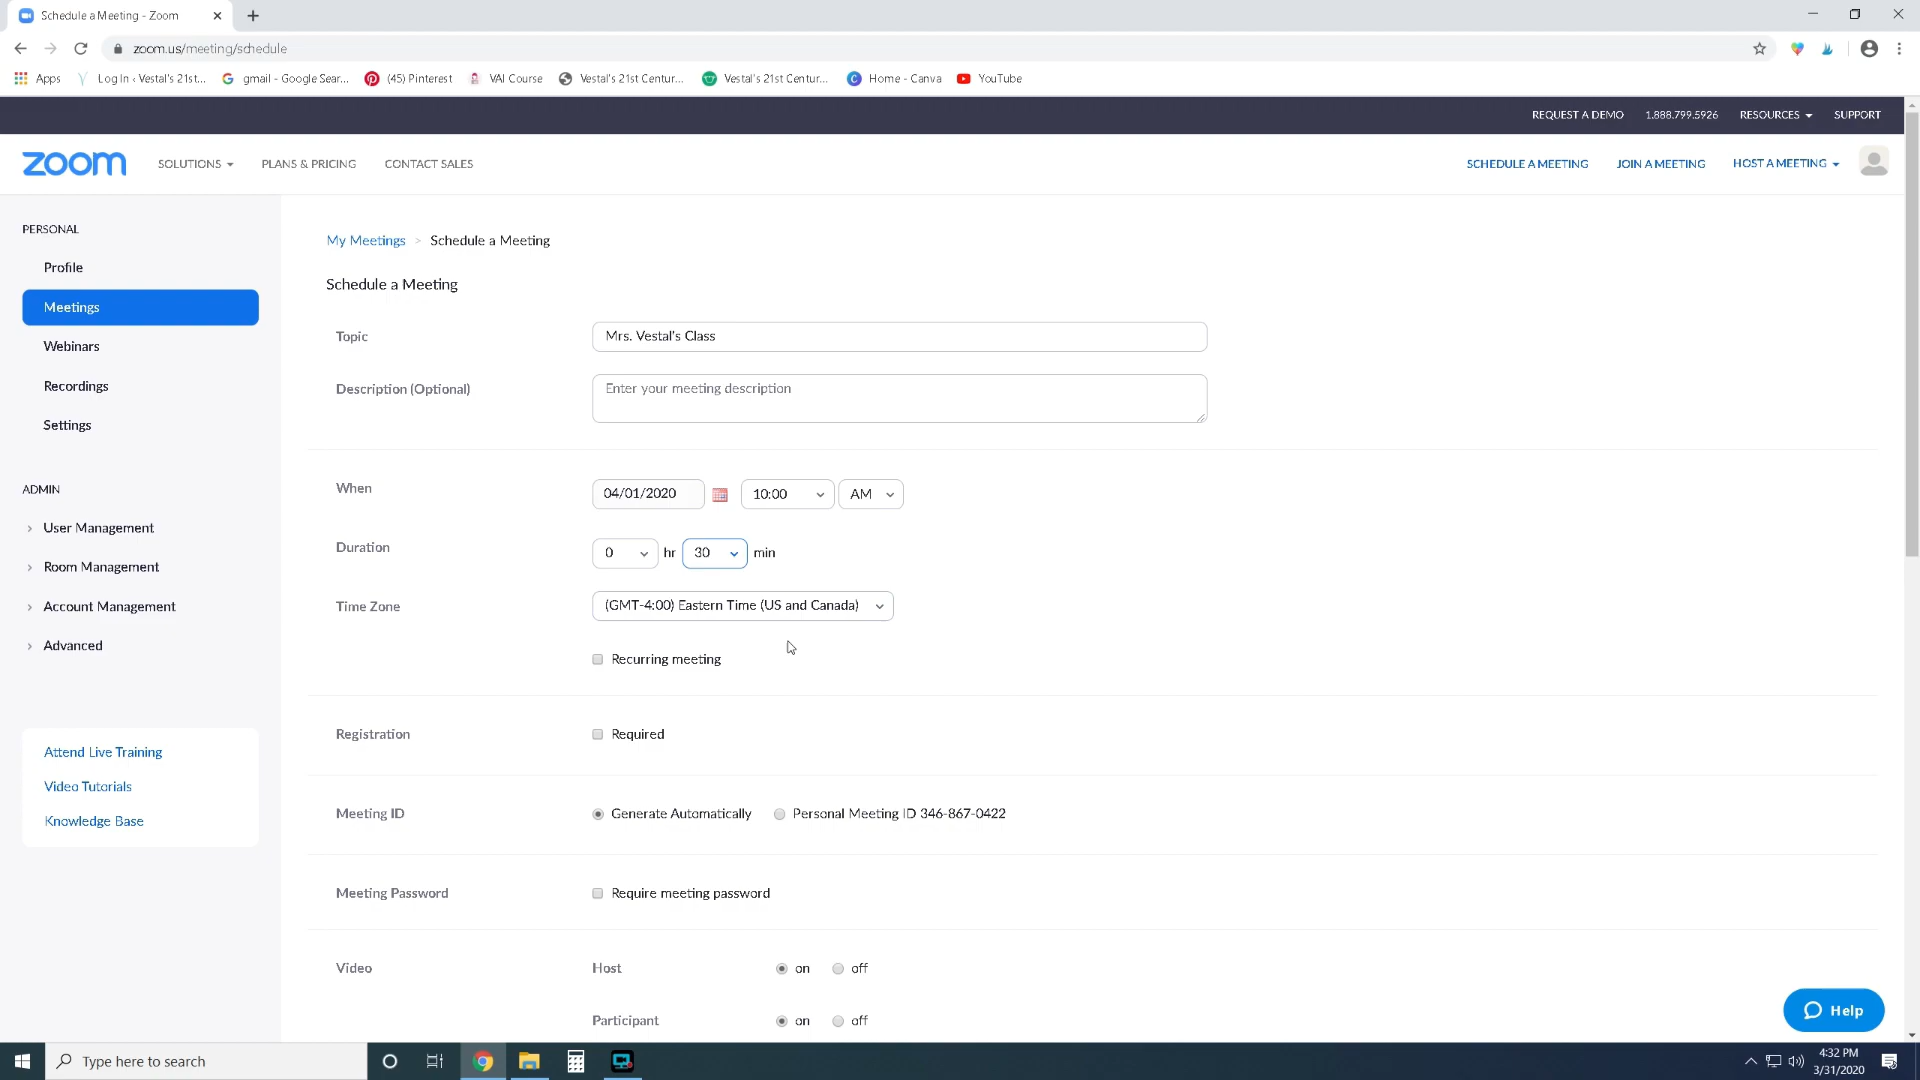 Schedule a Meeting - Zoom
zoom.us/meeting/schedule
Apps Log In ‹ Vestal's 21st... gmail - Google Sear... (45) Pinterest VAI Course Vestal's 21st Centur... Vestal's 21st Centur... Home - Canva YouTube
REQUEST A DEMO 1.888.799.5926 RESOURCES SUPPORT
zoom SOLUTIONS PLANS & PRICING CONTACT SALES SCHEDULE A MEETING JOIN A MEETING HOST A MEETING
PERSONAL
Profile
Meetings
Webinars
Recordings
Settings
ADMIN
User Management
Room Management
Account Management
Advanced
Attend Live Training
Video Tutorials
Knowledge Base
My Meetings > Schedule a Meeting
Schedule a Meeting
Topic Mrs. Vestal's Class
Description (Optional) Enter your meeting description
When 04/01/2020 10:00 AM
Duration 0 hr 30 min
Time Zone (GMT-4:00) Eastern Time (US and Canada)
Recurring meeting
Registration Required
Meeting ID Generate Automatically Personal Meeting ID 346-867-0422
Meeting Password Require meeting password
Video Host on off
Participant on off
Help
Type here to search
4:32 PM
3/31/2020